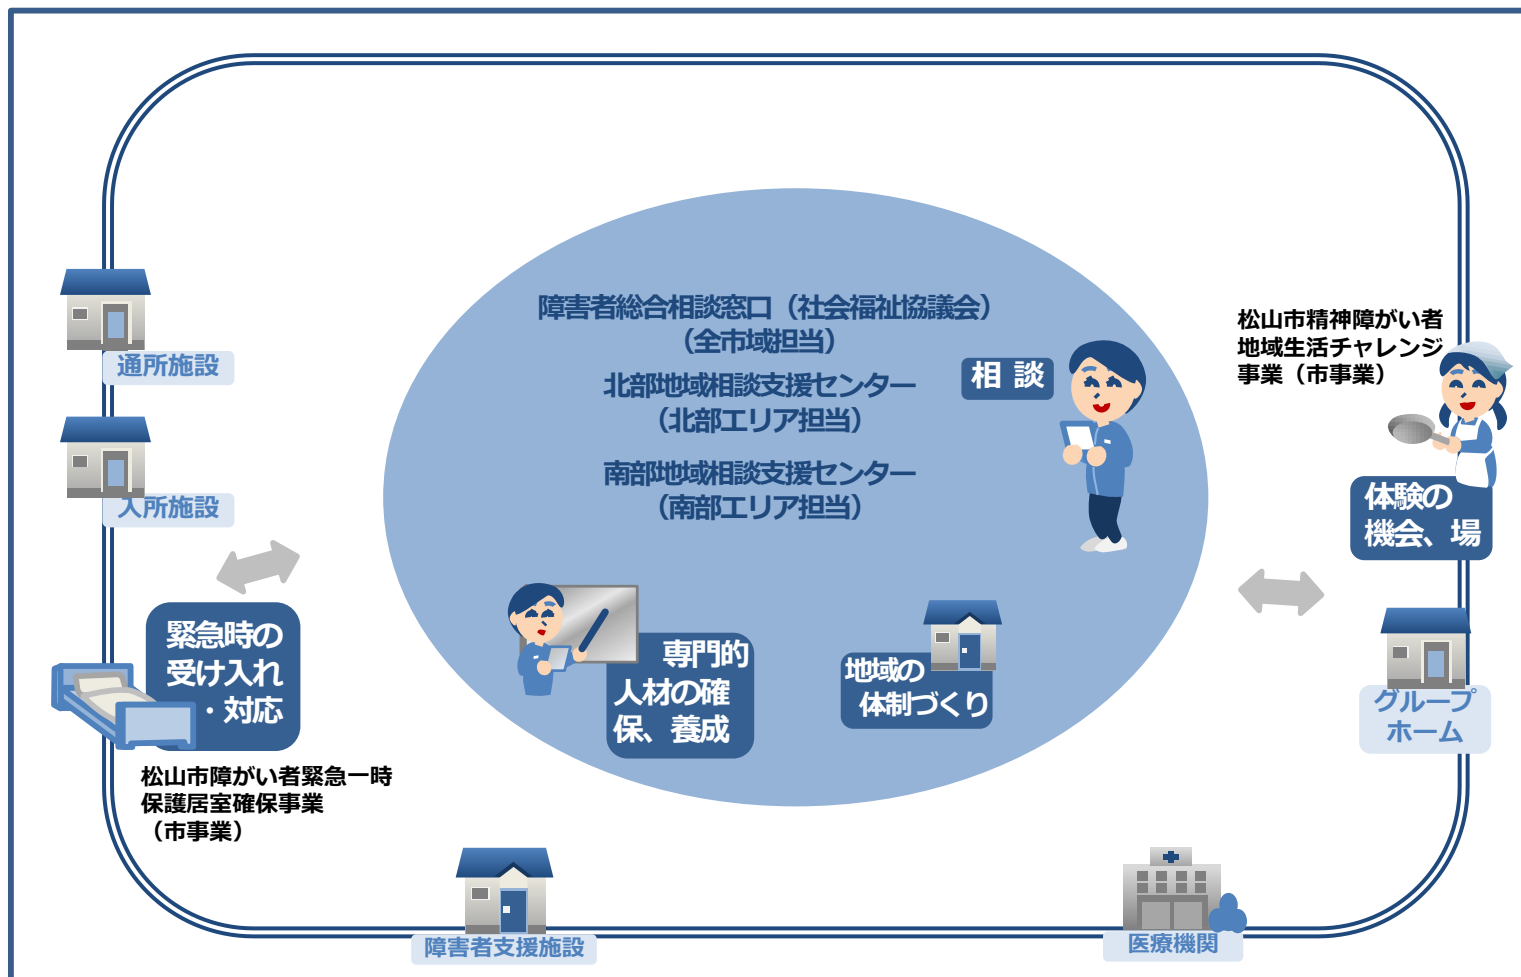 障害者総合相談窓口（社会福祉協議会）
（全市域担当）
北部地域相談支援センター
（北部エリア担当）
南部地域相談支援センター
（南部エリア担当）
相 談
松山市精神障がい者
地域生活チャレンジ
事業（市事業）
体験の
機会、場
通所施設
入所施設
緊急時の
受け入れ
・対応
松山市障がい者緊急一時
保護居室確保事業
（市事業）
専門的
人材の確
保、養成
地域の
体制づくり
グループ
ホーム
障害者支援施設
医療機関